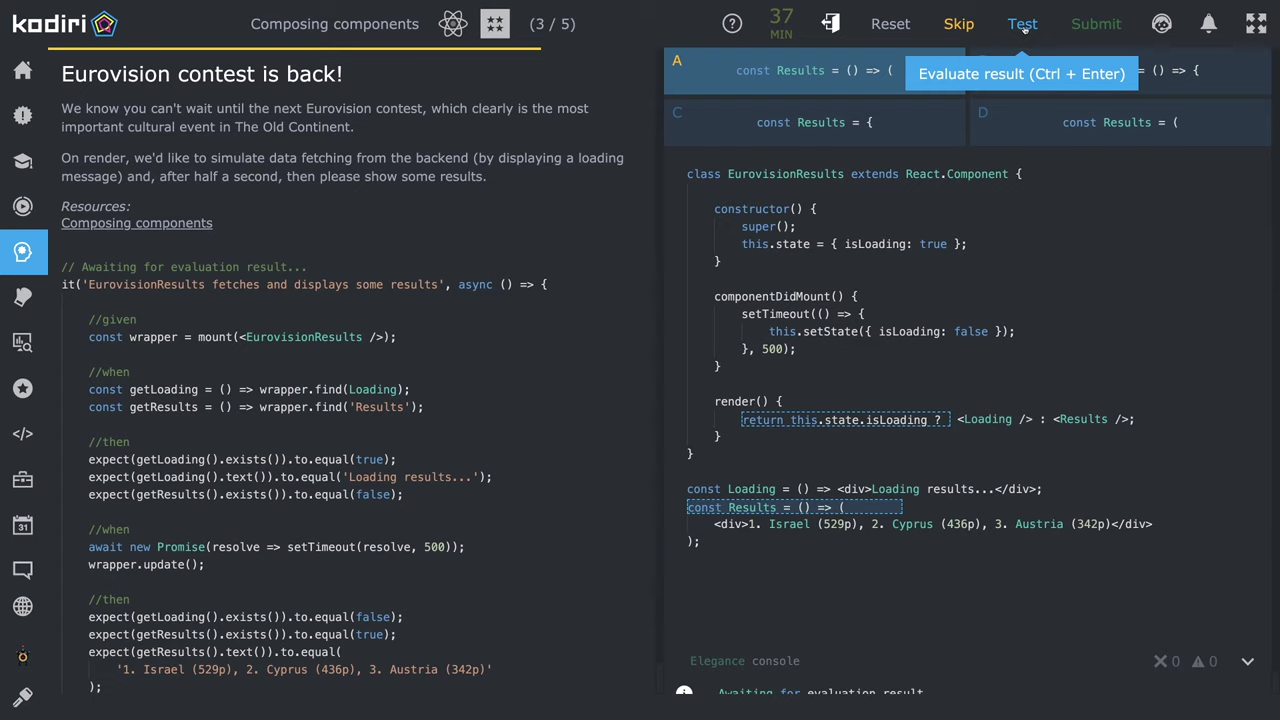 kodiri
Composing components
(3 / 5)
37
MIN
Reset
Skip
Test
Submit
Evaluate result (Ctrl + Enter)
Eurovision contest is back!
We know you can't wait until the next Eurovision contest, which clearly is the most
important cultural event in The Old Continent.
On render, we'd like to simulate data fetching from the backend (by displaying a loading
message) and, after half a second, then please show some results.
Resources:
Composing components
// Awaiting for evaluation result...
it('EurovisionResults fetches and displays some results', async () => {
//given
const wrapper = mount(<EurovisionResults />);
//when
const getLoading = () => wrapper.find(Loading);
const getResults = () => wrapper.find('Results');
//then
expect(getLoading().exists()).to.equal(true);
expect(getLoading().text()).to.equal('Loading results...');
expect(getResults().exists()).to.equal(false);
//when
await new Promise(resolve => setTimeout(resolve, 500));
wrapper.update();
//then
expect(getLoading().exists()).to.equal(false);
expect(getResults().exists()).to.equal(true);
expect(getResults().text()).to.equal(
'1. Israel (529p), 2. Cyprus (436p), 3. Austria (342p)'
);
A
const Results = () => (
= () => {
C
const Results = {
D
const Results = (
class EurovisionResults extends React.Component {
constructor() {
super();
this.state = { isLoading: true };
}
componentDidMount() {
setTimeout(() => {
this.setState({ isLoading: false });
}, 500);
}
render() {
return this.state.isLoading ? <Loading /> : <Results />;
}
}
const Loading = () => <div>Loading results...</div>;
const Results = () => (
<div>1. Israel (529p), 2. Cyprus (436p), 3. Austria (342p)</div>
);
Elegance console
0
0
Awaiting for evaluation result
31